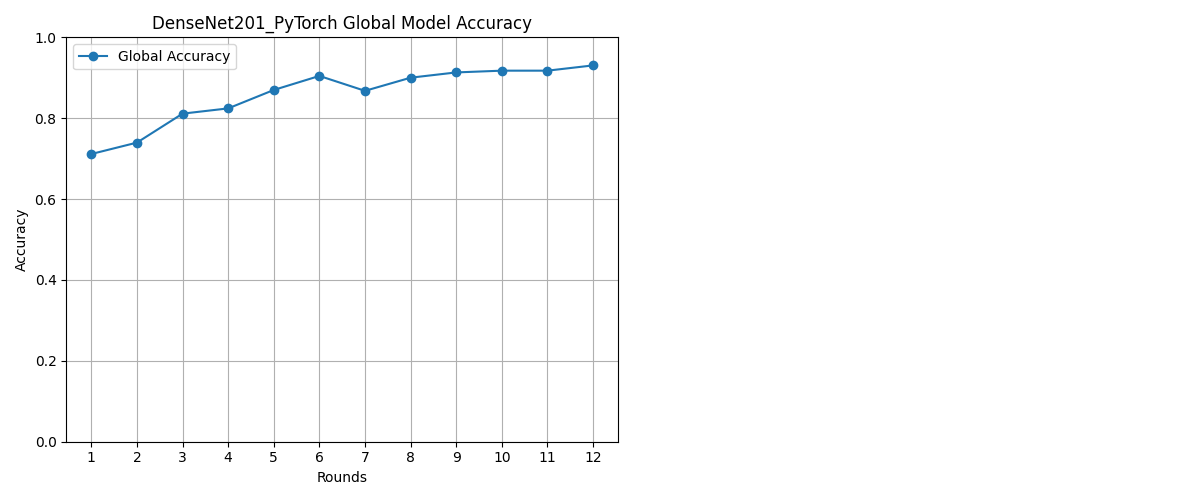 DenseNet201_PyTorch Global Model Accuracy
Global Accuracy
1.0
0.8
0.6
0.4
0.2
0.0
Accuracy
1 2 3 4 5 6 7 8 9 10 11 12
Rounds